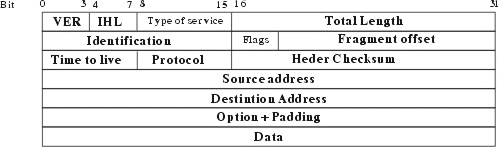 Bit 0 3 4 7 8 15 16 31
VER IHL Type of service Total Length
Identification Flags Fragment offset
Time to live Protocol Heder Checksum
Source address
Destintion Address
Option + Padding
Data